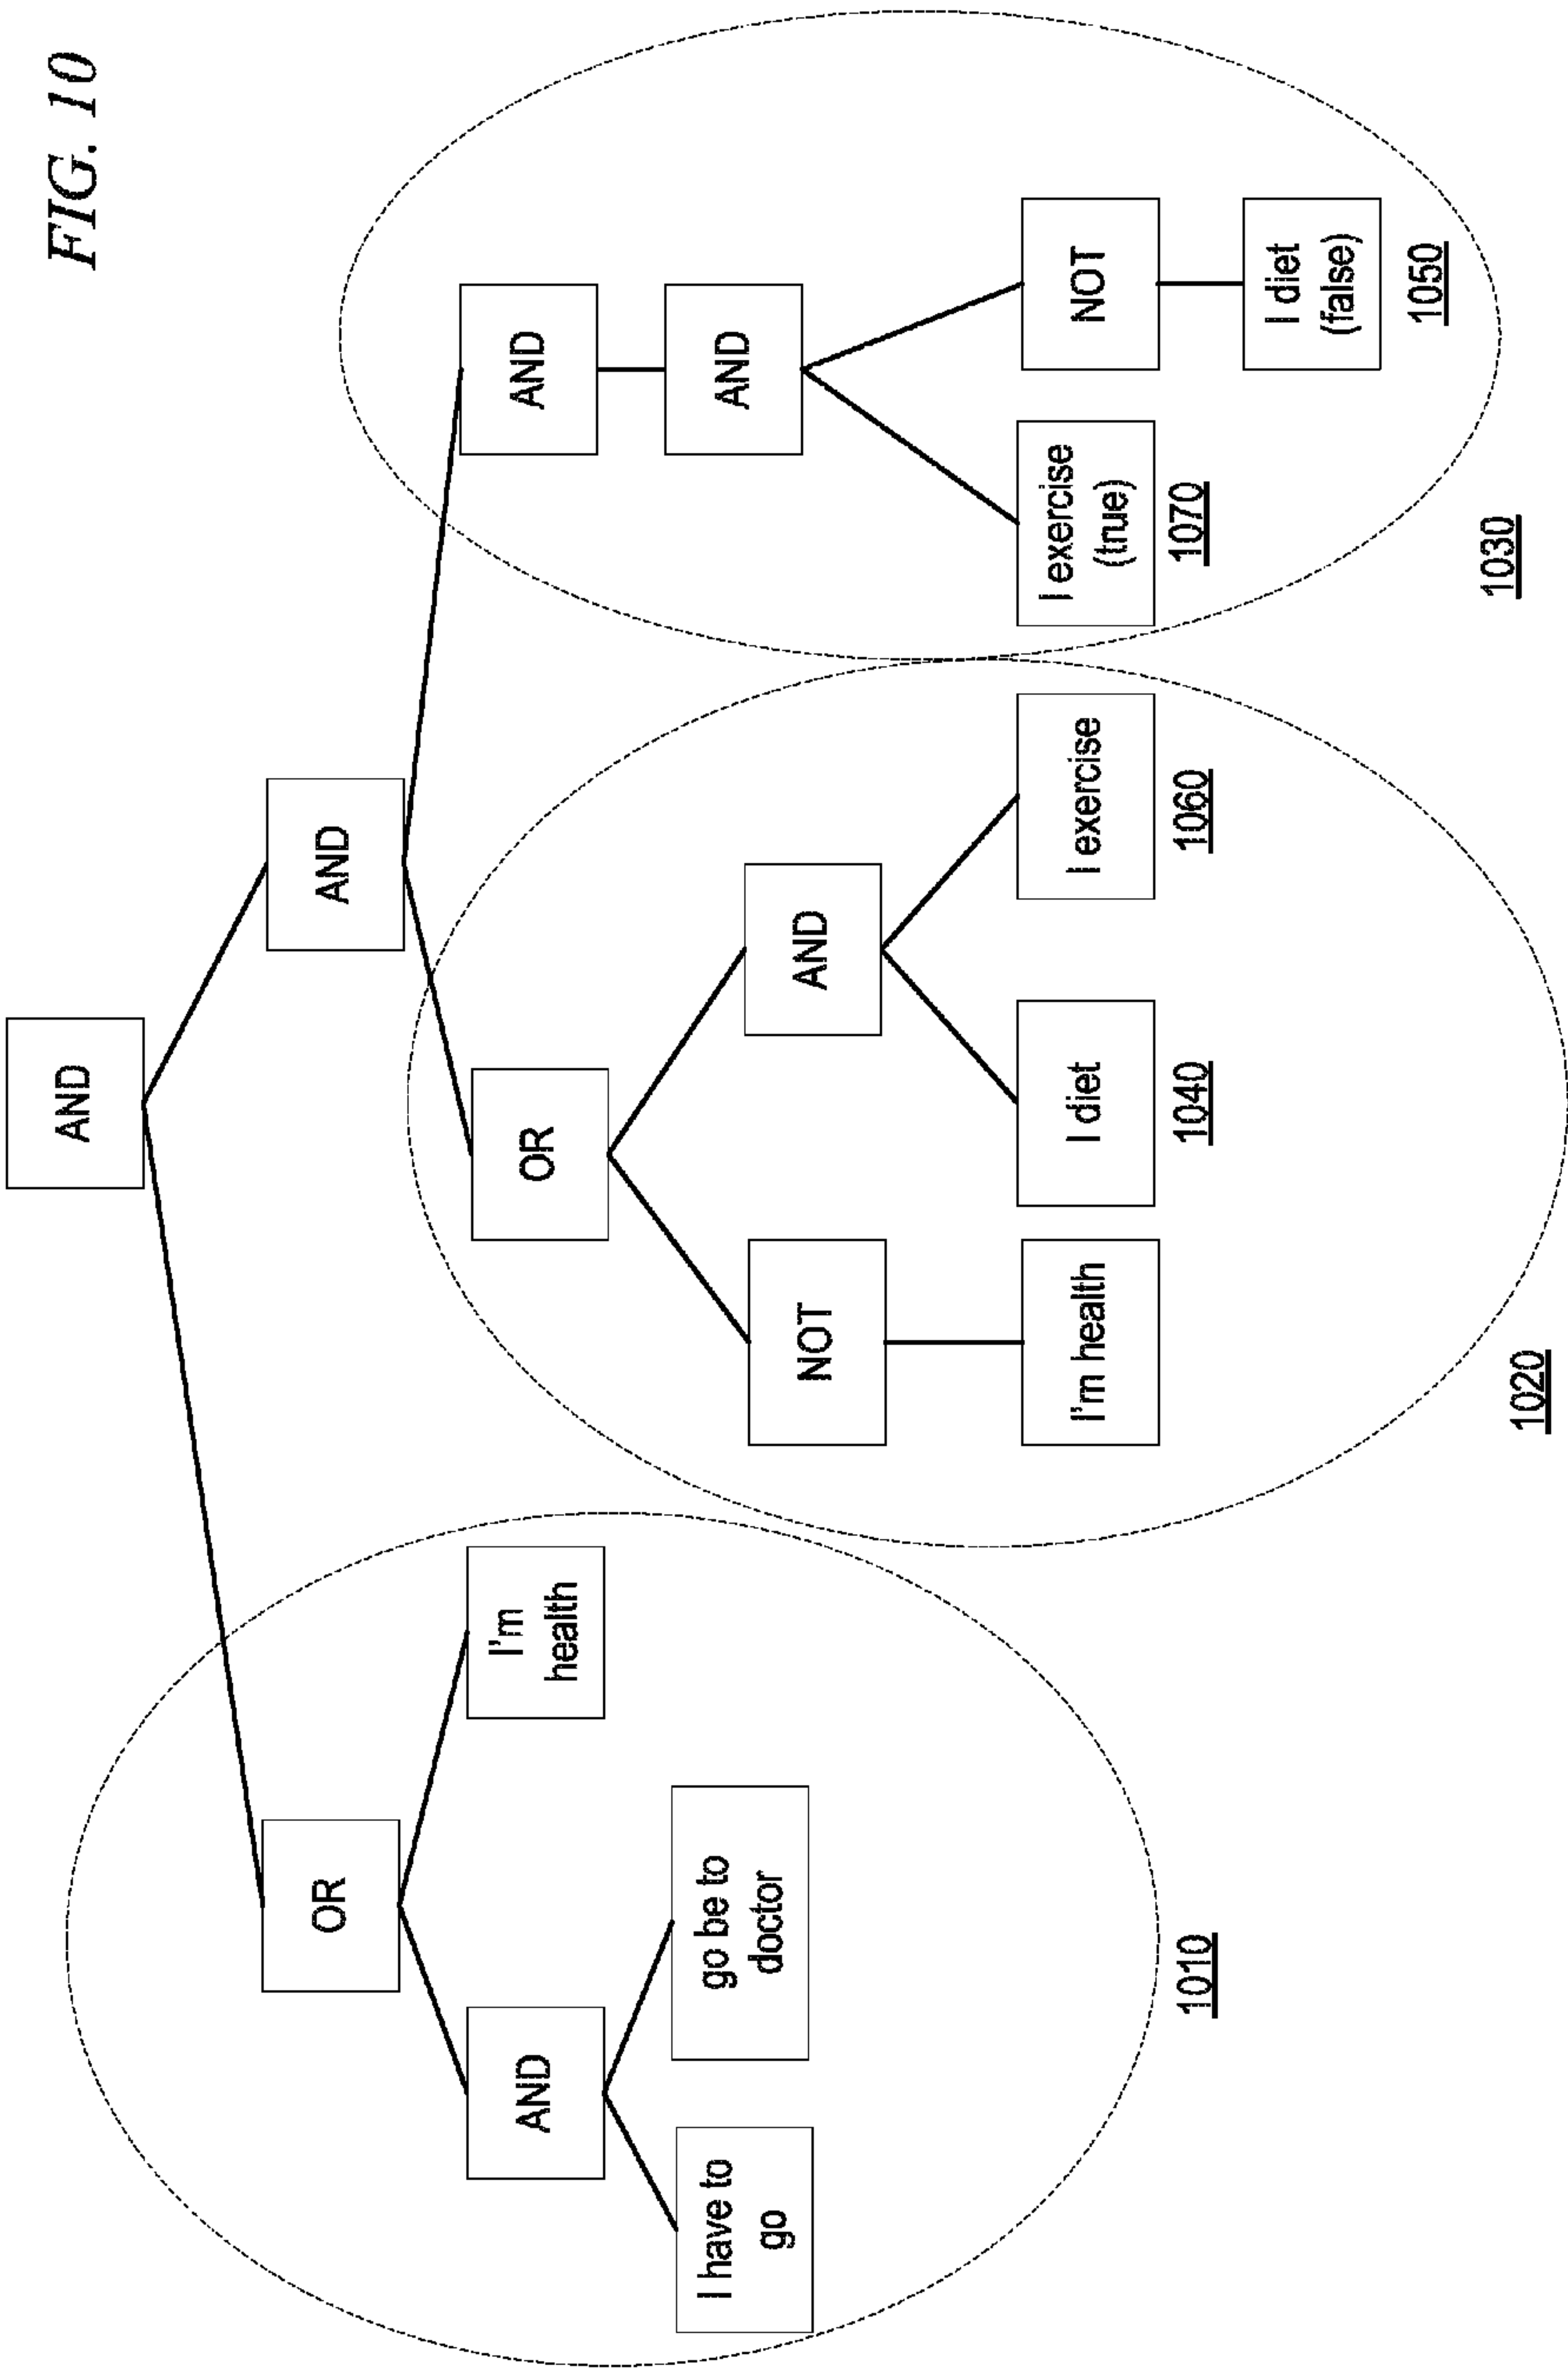 FIG. 10
AND
OR
AND
AND
I'm
health
OR
AND
I have to
go
go be to
doctor
NOT
AND
AND
I'm health
I diet
I exercise
I exercise
(true)
NOT
1040
1060
1070
I diet
(false)
1050
1010
1020
1030